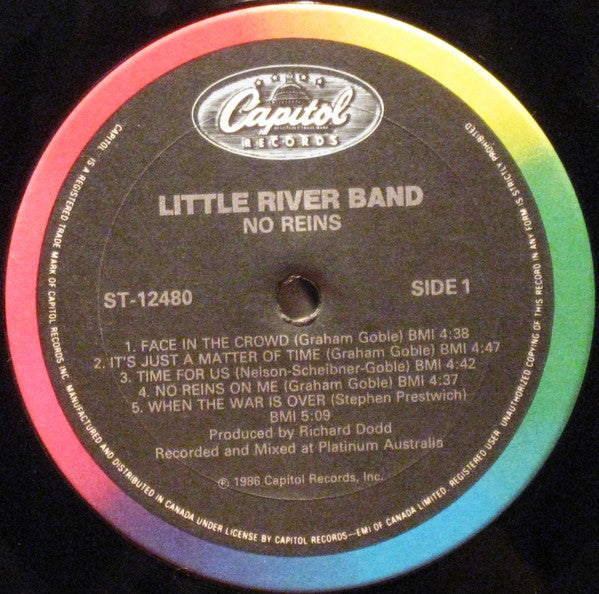 Capitol
RECORDS
LITTLE RIVER BAND
NO REINS
ST-12480
SIDE 1
1. FACE IN THE CROWD (Graham Goble) BMI 4:38
2. IT'S JUST A MATTER OF TIME (Graham Goble) BMI 4:47
3. TIME FOR US (Nelson-Scheibner-Goble) BMI 4:42
4. NO REINS ON ME (Graham Goble) BMI 4:37
5. WHEN THE WAR IS OVER (Stephen Prestwich)
BMI 5:09
Produced by Richard Dodd
Recorded and Mixed at Platinum Australis
℗ 1986 Capitol Records, Inc.
CAPITOL, IS A REGISTERED TRADE MARK OF CAPITOL RECORDS INC. MANUFACTURED AND DISTRIBUTED IN CANADA UNDER LICENSE BY CAPITOL RECORDS—EMI OF CANADA LIMITED, REGISTERED USER. UNAUTHORIZED COPYING OF THIS RECORD IN ANY FORM IS STRICTLY PROHIBITED